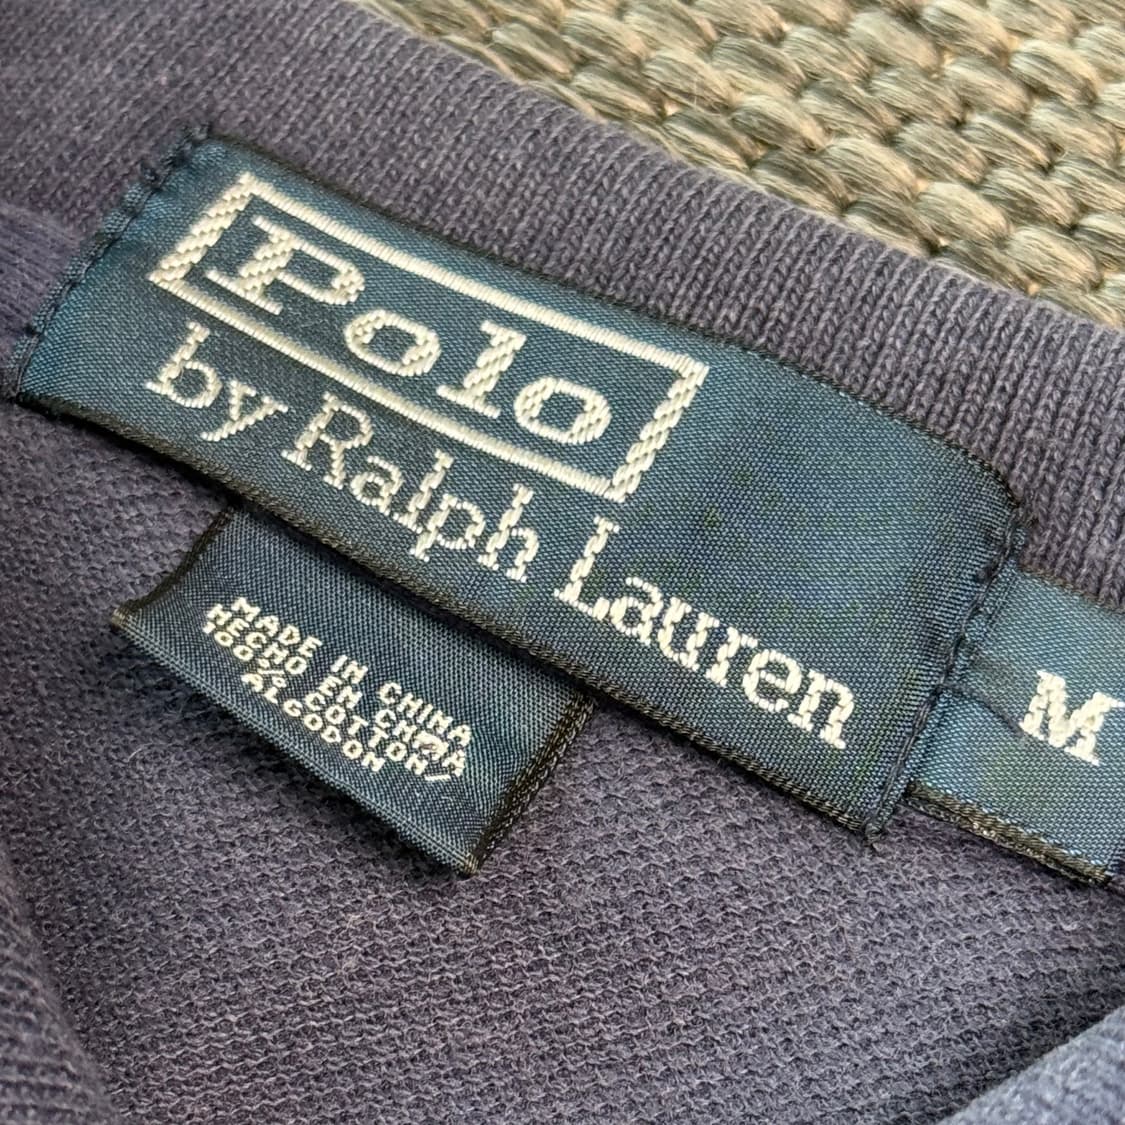 Polo
by Ralph Lauren
M
MADE IN CHINA
HECHO EN CHINA
100% COTTON/
ALGODON